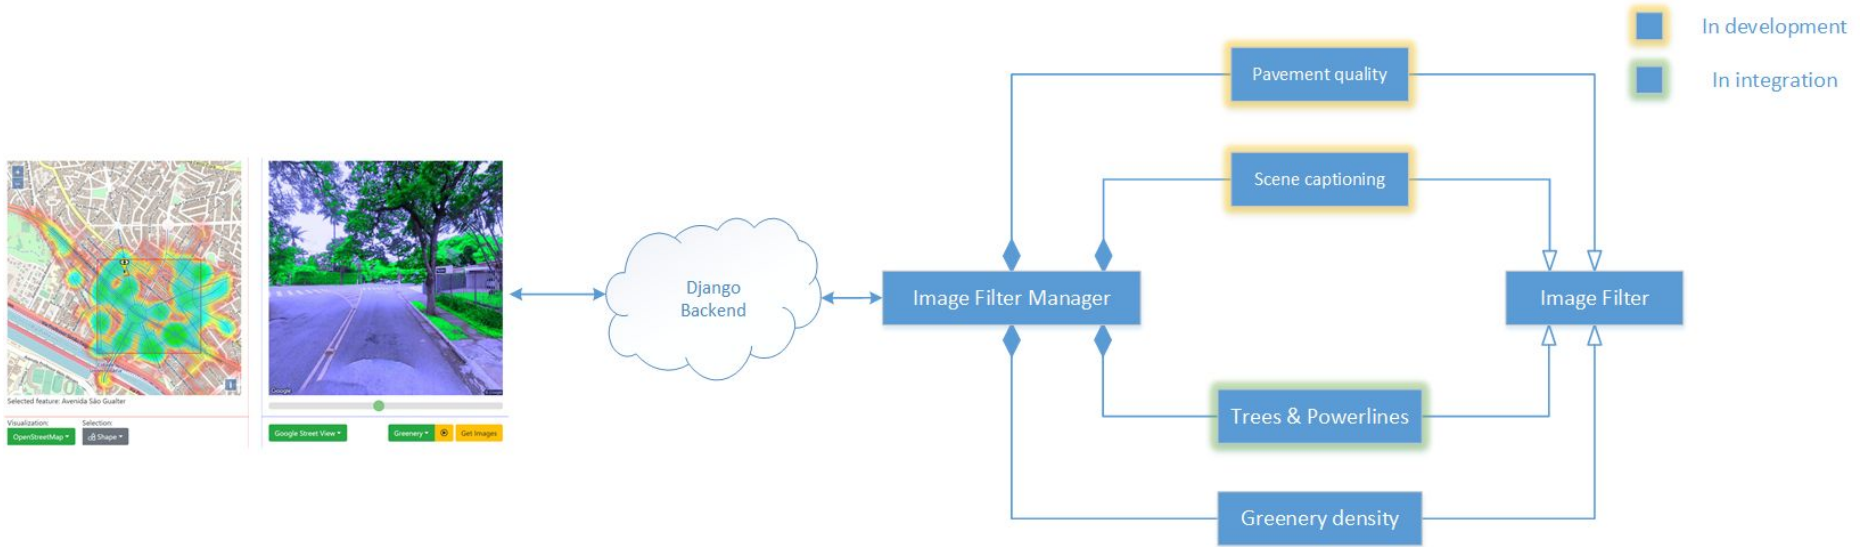 In development
In integration
Pavement quality
Scene captioning
Django
Backend
Image Filter Manager
Image Filter
Trees & Powerlines
Greenery density
Google
Selected feature: Avenida São Gualter
Visualization:
Selection:
OpenStreetMap
Shape
Google Street View
Greenery
Get Images